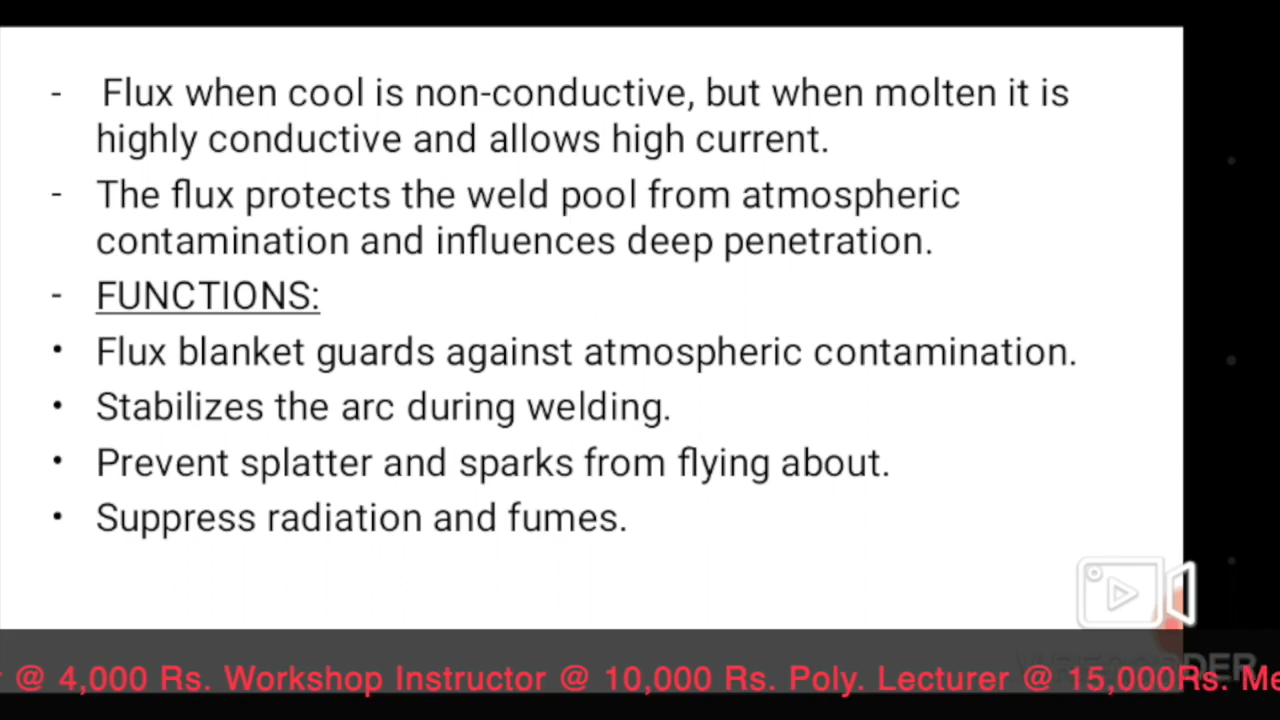 - Flux when cool is non-conductive, but when molten it is
highly conductive and allows high current.
- The flux protects the weld pool from atmospheric
contamination and influences deep penetration.
- FUNCTIONS:
• Flux blanket guards against atmospheric contamination.
• Stabilizes the arc during welding.
• Prevent splatter and sparks from flying about.
• Suppress radiation and fumes.
@ 4,000 Rs. Workshop Instructor @ 10,000 Rs. Poly. Lecturer @ 15,000Rs.